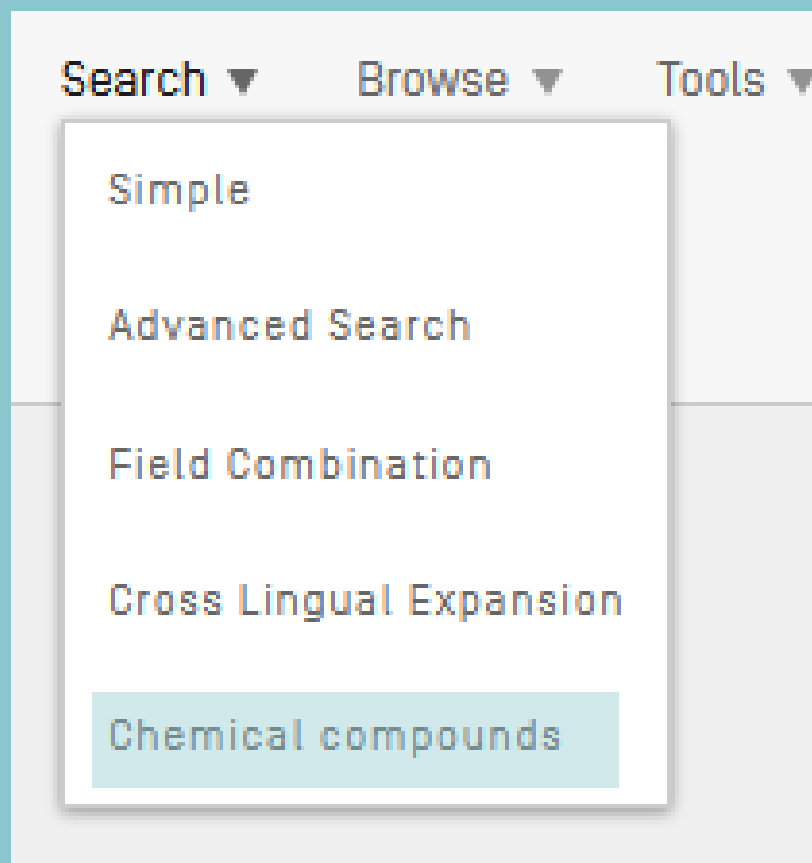 Search Browse Tools
Simple
Advanced Search
Field Combination
Cross Lingual Expansion
Chemical compounds